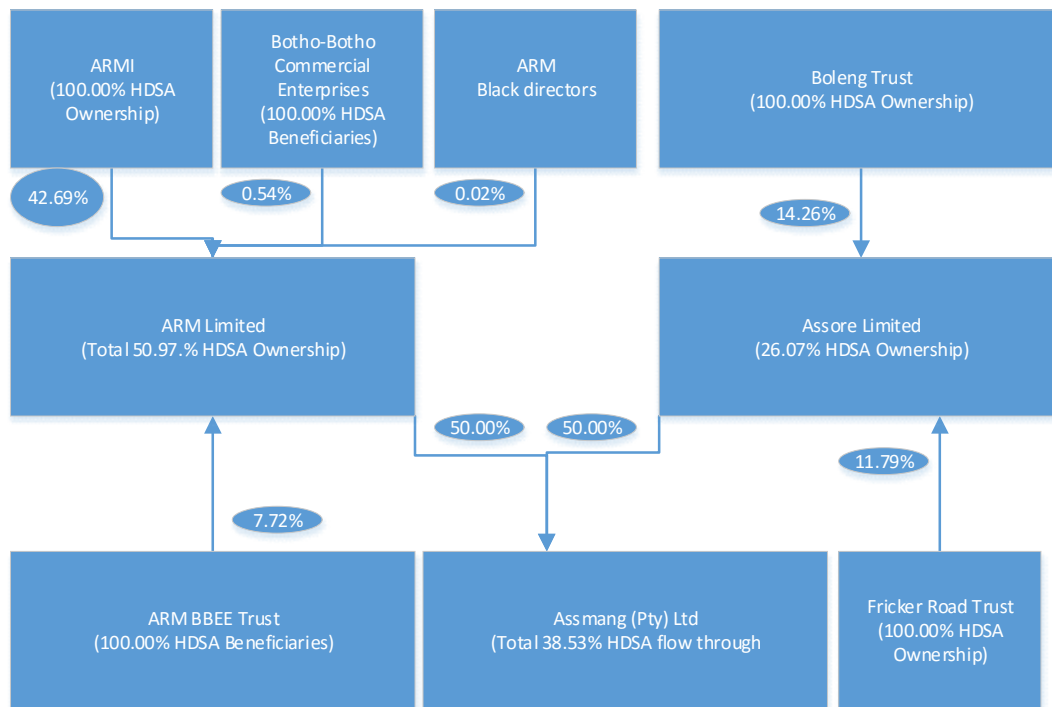 ARMI
(100.00% HDSA
Ownership)
Botho-Botho
Commercial
Enterprises
(100.00% HDSA
Beneficiaries)
ARM
Black directors
Boleng Trust
(100.00% HDSA Ownership)
42.69%
0.54%
0.02%
14.26%
ARM Limited
(Total 50.97.% HDSA Ownership)
Assore Limited
(26.07% HDSA Ownership)
50.00%
50.00%
11.79%
7.72%
ARM BBEE Trust
(100.00% HDSA Beneficiaries)
Assmang (Pty) Ltd
(Total 38.53% HDSA flow through
Fricker Road Trust
(100.00% HDSA
Ownership)